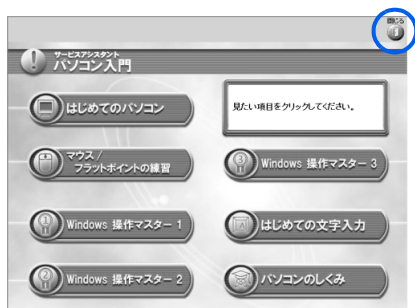 閉じる
サービスアシスタント
パソコン入門
はじめてのパソコン
見たい項目をクリックしてください。
マウス /
フラットポイントの練習
Windows 操作マスター 3
Windows 操作マスター 1
はじめての文字入力
Windows 操作マスター 2
パソコンのしくみ